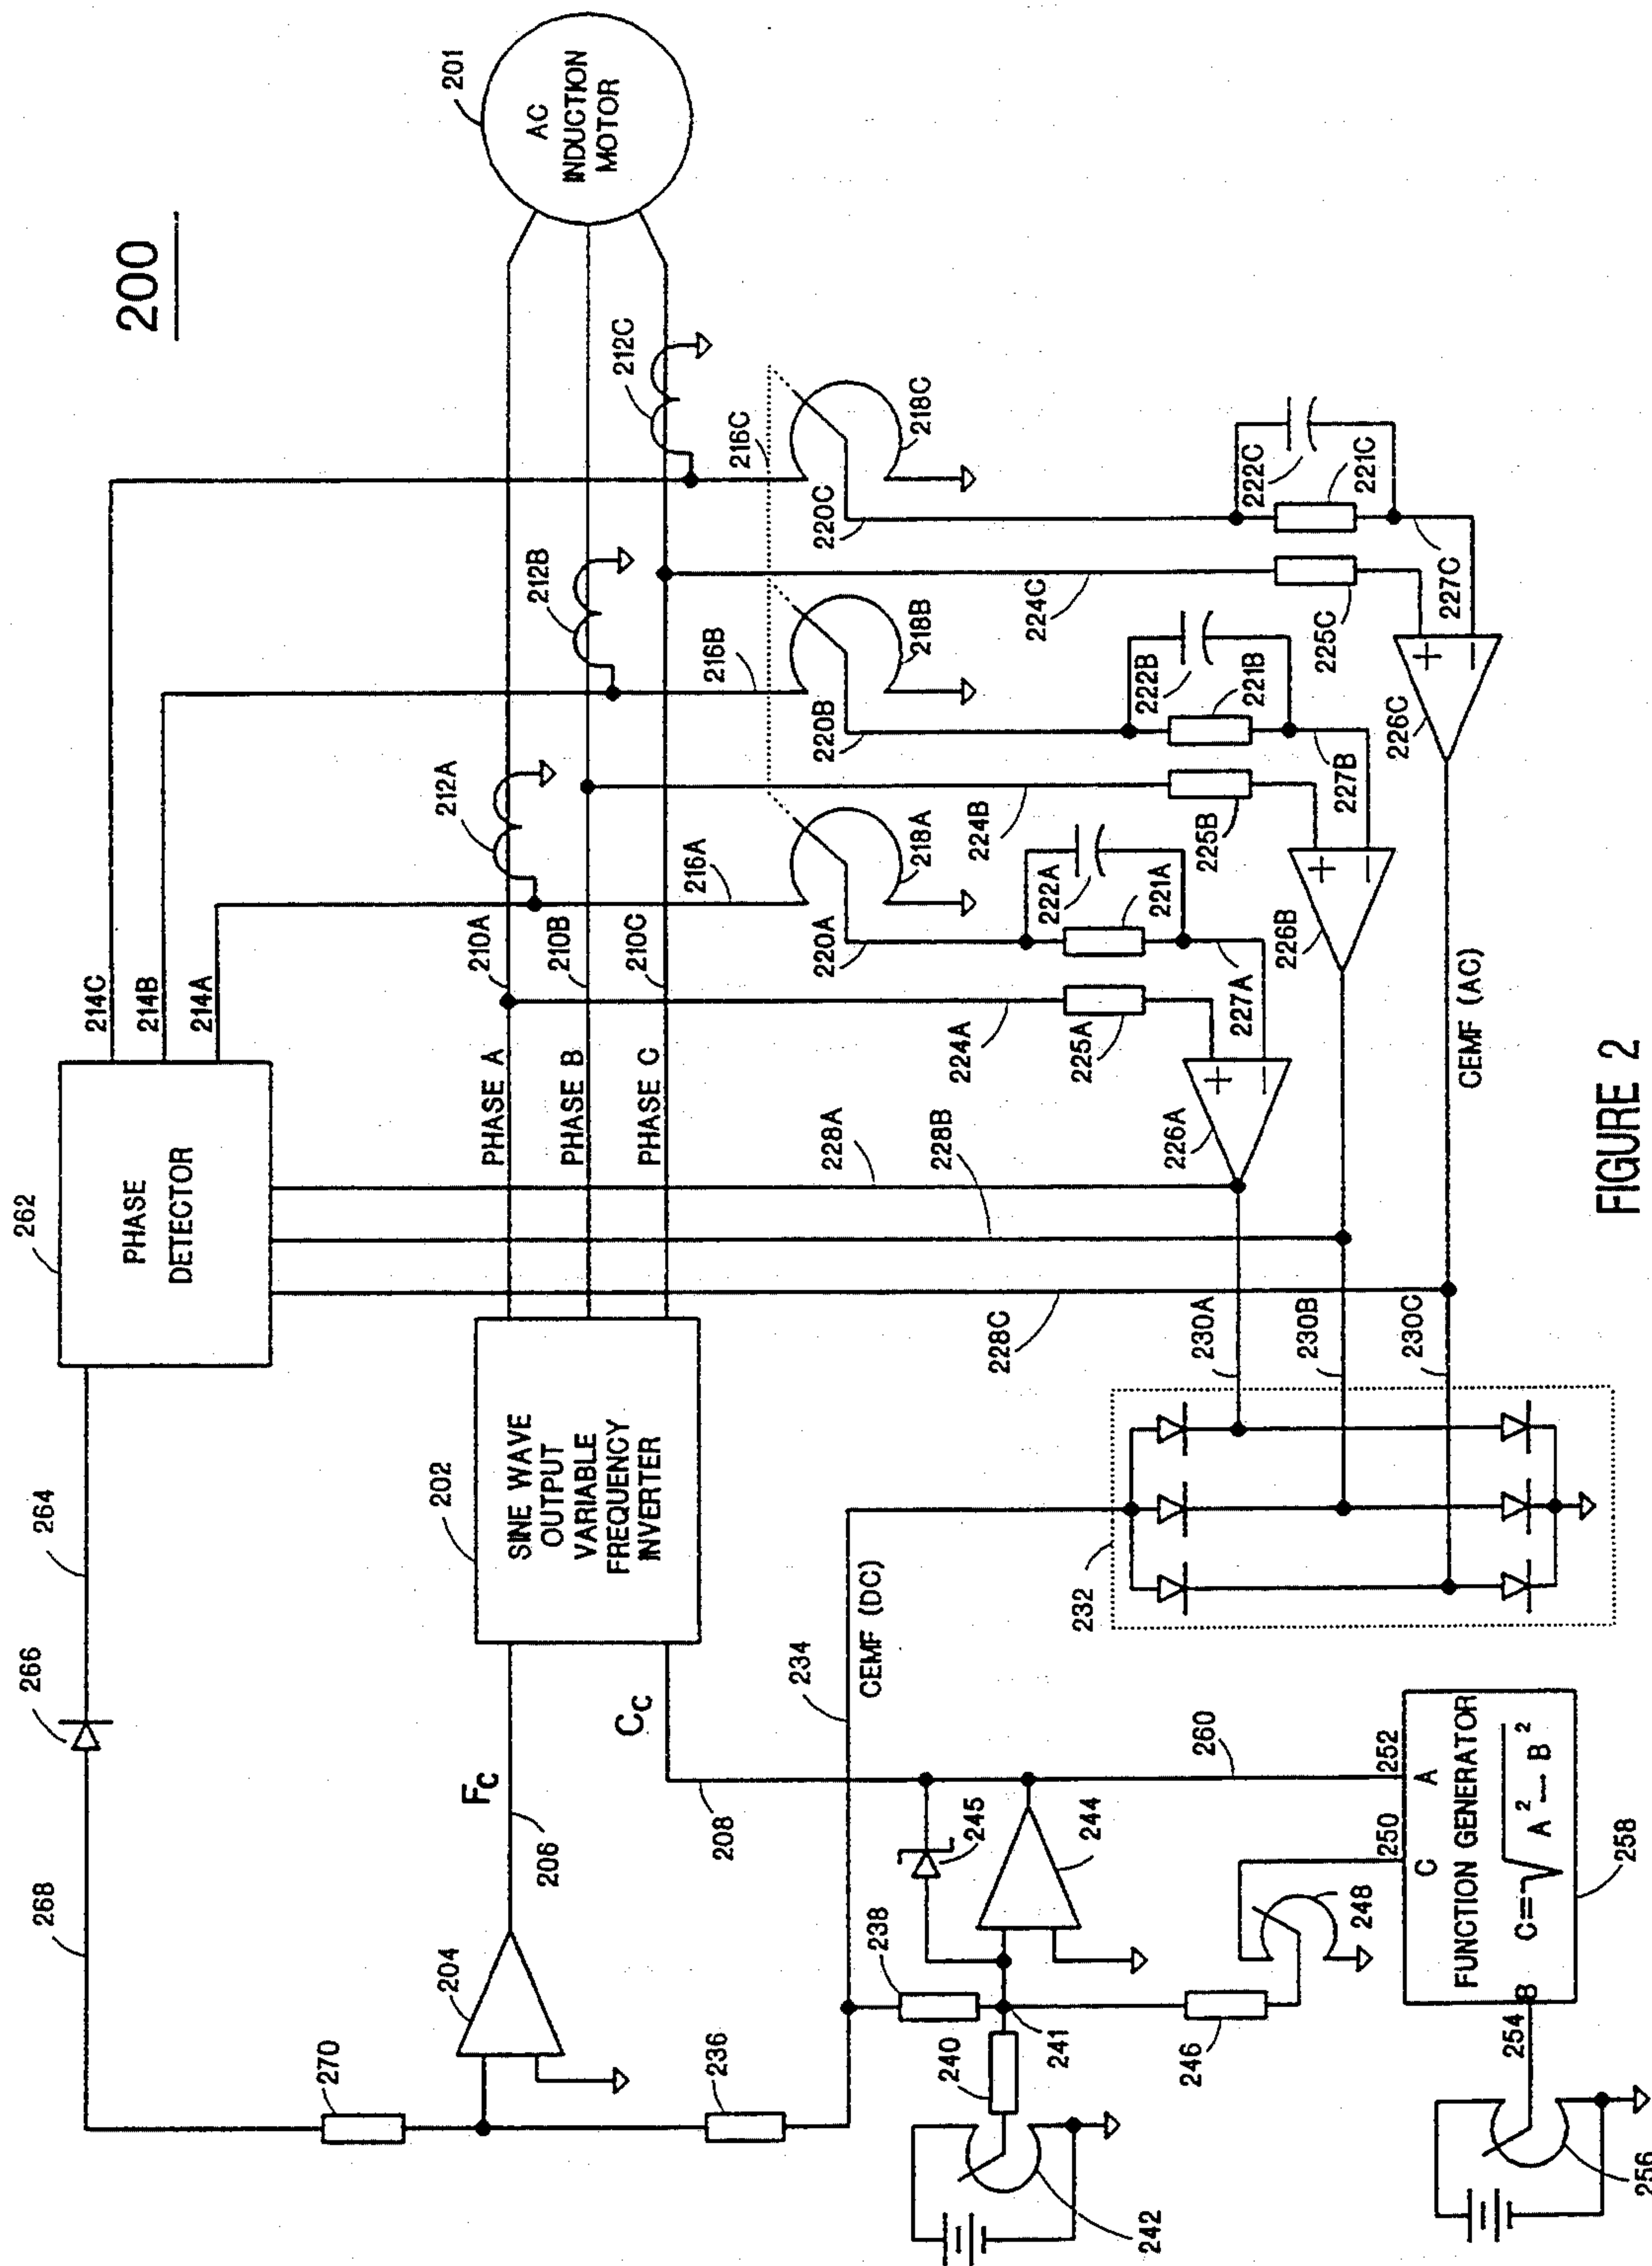 200
201
AC
INDUCTION
MOTOR
212C
212B
212A
214C
214B
214A
262
PHASE
DETECTOR
264
266
268
270
204
206
FC
202
SINE WAVE
OUTPUT
VARIABLE
FREQUENCY
INVERTER
CC
208
PHASE A
PHASE B
PHASE C
210A
210B
210C
216A
216B
216C
218A
218B
218C
220A
220B
220C
222A
221A
222B
221B
222C
221C
224A
225A
227A
224B
225B
227B
224C
225C
227C
+
−
226A
+
−
226B
+
−
226C
228A
228B
228C
230A
230B
230C
CEMF (AC)
232
234
CEMF (DC)
236
238
240
241
242
244
245
246
248
250
252
254
256
258
260
C
A
B
FUNCTION GENERATOR
C=√A² − B²
FIGURE 2